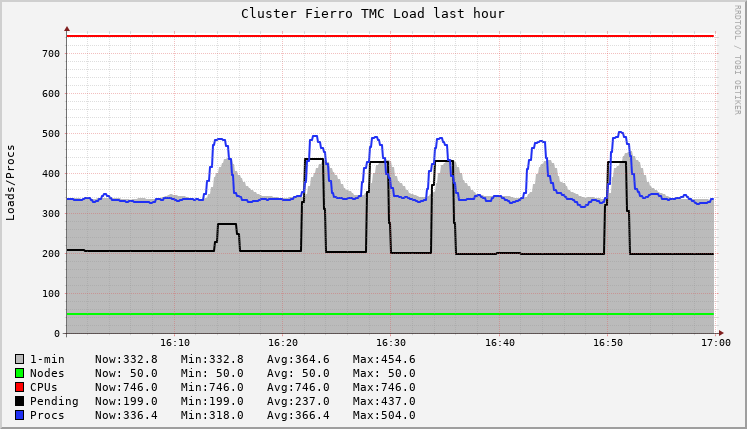 Cluster Fierro TMC Load last hour
RRDTOOL / TOBI OETIKER
Loads/Procs
700
600
500
400
300
200
100
0
16:10 16:20 16:30 16:40 16:50 17:00
1-min Now:332.8 Min:332.8 Avg:364.6 Max:454.6
Nodes Now: 50.0 Min: 50.0 Avg: 50.0 Max: 50.0
CPUs Now:746.0 Min:746.0 Avg:746.0 Max:746.0
Pending Now:199.0 Min:199.0 Avg:237.0 Max:437.0
Procs Now:336.4 Min:318.0 Avg:366.4 Max:504.0